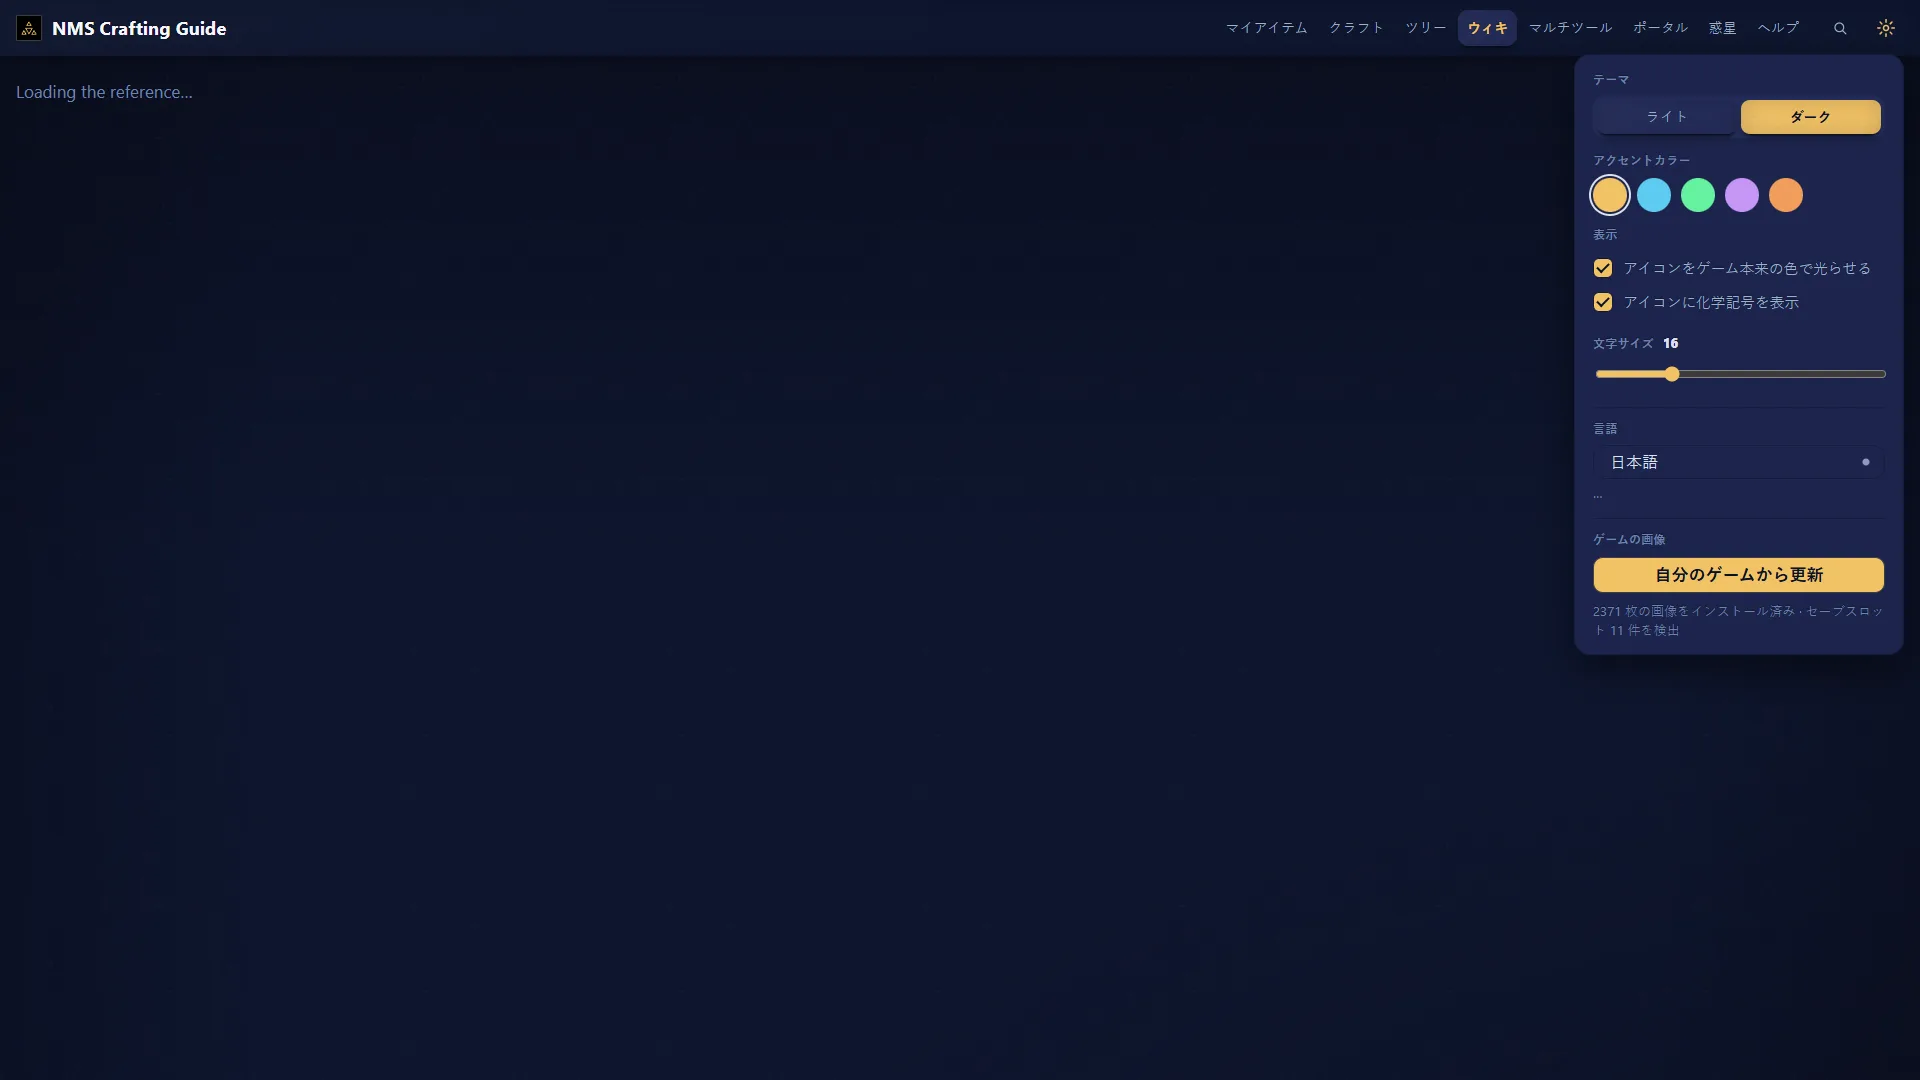 NMS Crafting Guide
マイアイテム クラフト ツリー ウィキ マルチツール ポータル 惑星 ヘルプ
Loading the reference...
テーマ
ライト ダーク
アクセントカラー
表示
アイコンをゲーム本来の色で光らせる
アイコンに化学記号を表示
文字サイズ 16
言語
日本語
...
ゲームの画像
自分のゲームから更新
2371 枚の画像をインストール済み · セーブスロッ
ト 11 件を検出